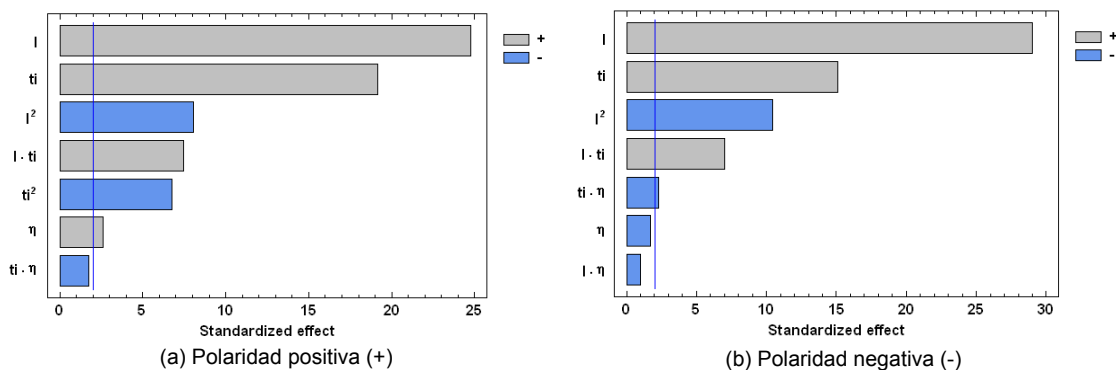 I
ti
I²
I · ti
ti²
η
ti · η
0 5 10 15 20 25
Standardized effect
+
-
(a) Polaridad positiva (+)
I
ti
I²
I · ti
ti · η
η
I · η
0 5 10 15 20 25 30
Standardized effect
+
-
(b) Polaridad negativa (-)